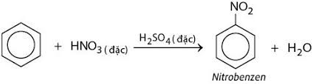 NO₂
+ HNO₃ (đặc) H₂SO₄ (đặc) + H₂O
Nitrobenzen